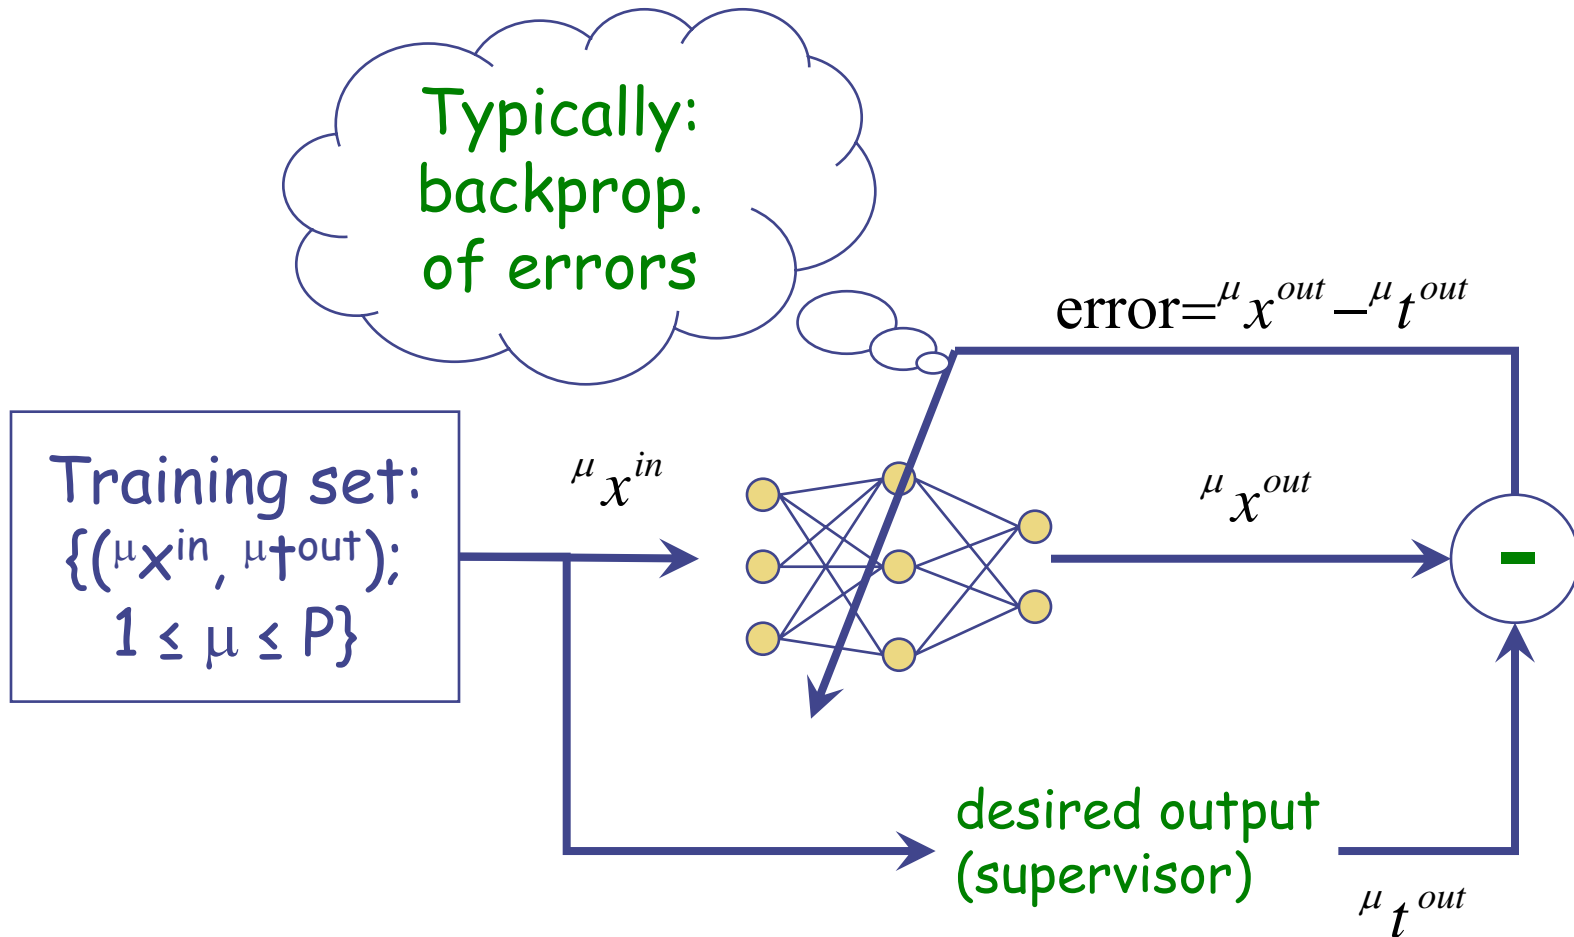 Typically:
backprop.
of errors
error=μxout−μtout
Training set:
{(μxin, μtout);
1 ≤ μ ≤ P}
μxin
μxout
-
desired output
(supervisor)
μtout